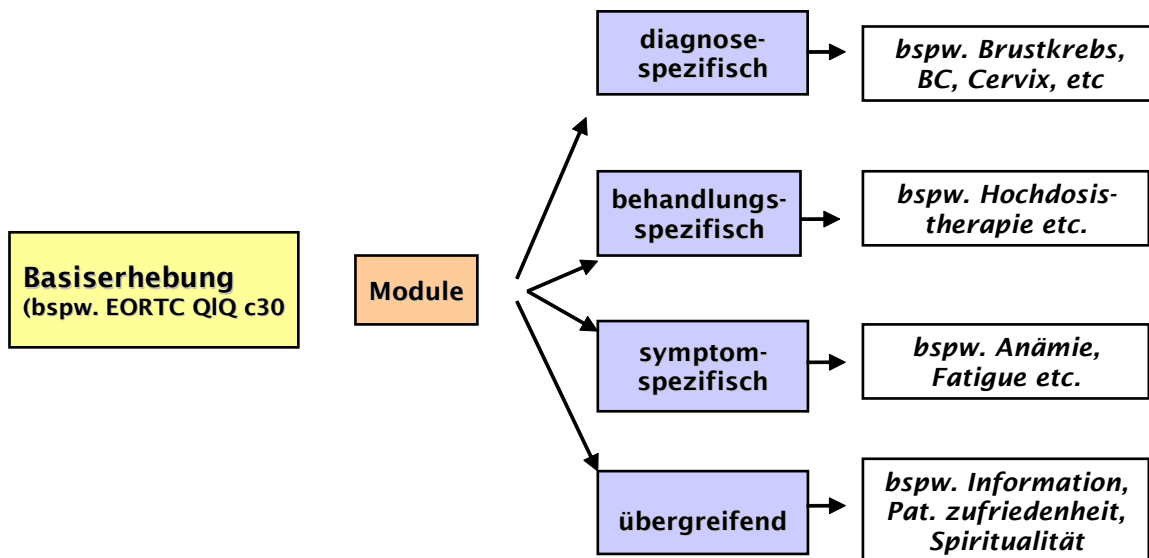 diagnose-
spezifisch
bspw. Brustkrebs,
BC, Cervix, etc
behandlungs-
spezifisch
bspw. Hochdosis-
therapie etc.
Basiserhebung
(bspw. EORTC QlQ c30
Module
symptom-
spezifisch
bspw. Anämie,
Fatigue etc.
übergreifend
bspw. Information,
Pat. zufriedenheit,
Spiritualität